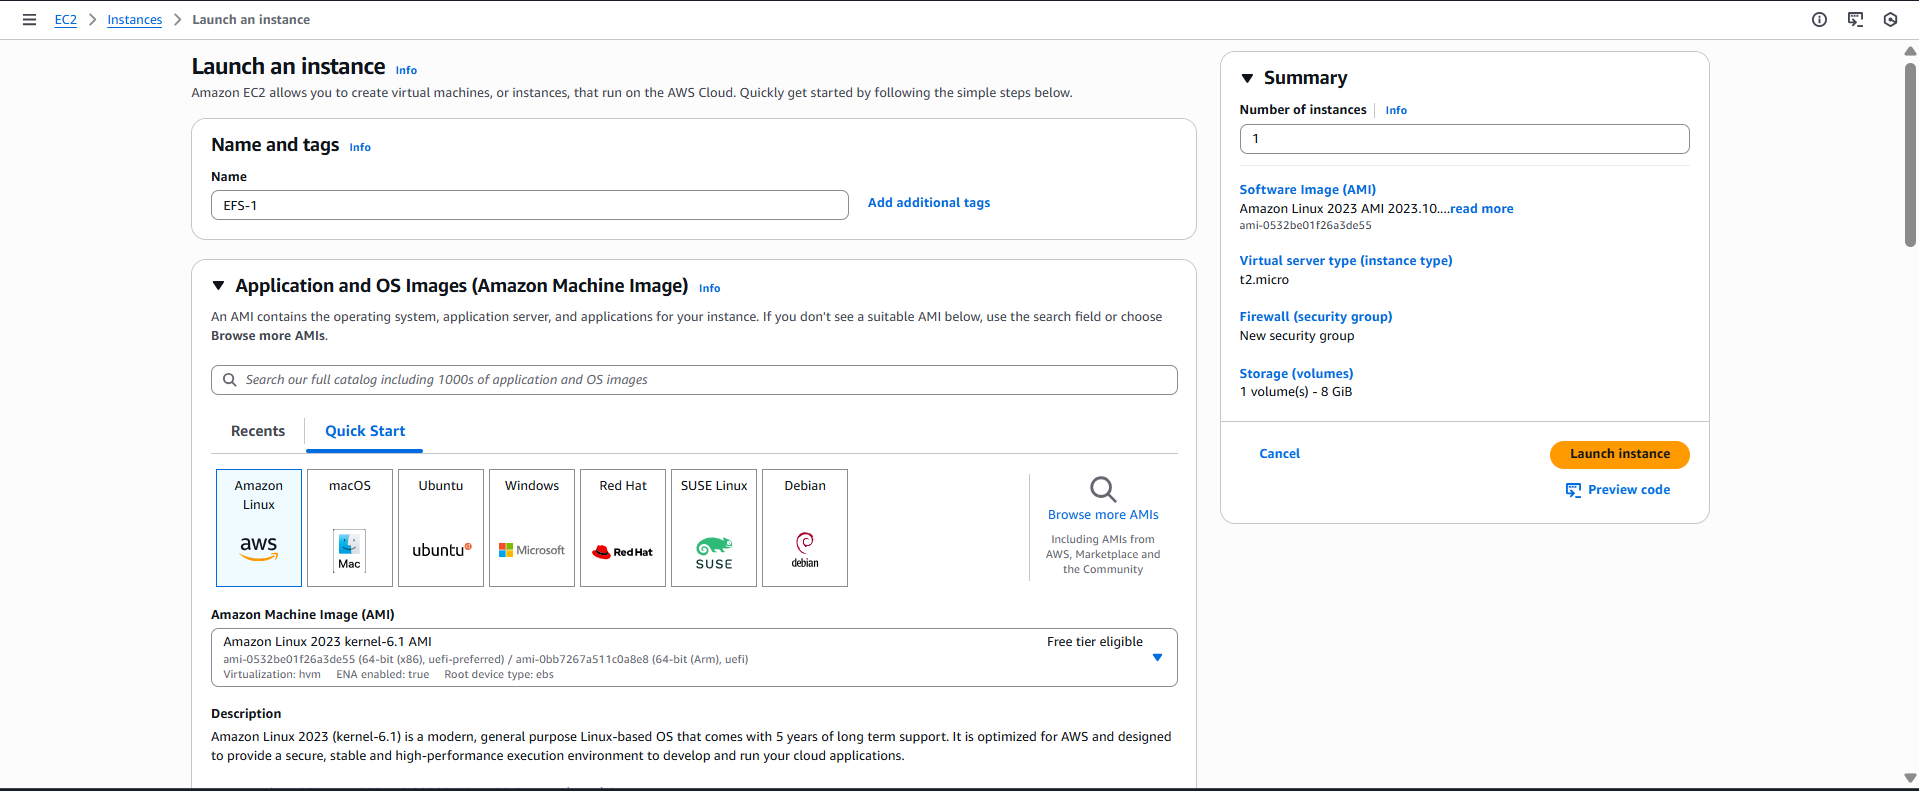 EC2 > Instances > Launch an instance
Launch an instance Info
Amazon EC2 allows you to create virtual machines, or instances, that run on the AWS Cloud. Quickly get started by following the simple steps below.
Name and tags Info
Name
EFS-1
Add additional tags
Application and OS Images (Amazon Machine Image) Info
An AMI contains the operating system, application server, and applications for your instance. If you don't see a suitable AMI below, use the search field or choose
Browse more AMIs.
Search our full catalog including 1000s of application and OS images
Recents
Quick Start
Amazon
Linux
aws
macOS
Mac
Ubuntu
ubuntu
Windows
Microsoft
Red Hat
Red Hat
SUSE Linux
SUSE
Debian
debian
Browse more AMIs
Including AMIs from
AWS, Marketplace and
the Community
Amazon Machine Image (AMI)
Amazon Linux 2023 kernel-6.1 AMI
Free tier eligible
ami-0532be01f26a3de55 (64-bit (x86), uefi-preferred) / ami-0bb7267a511c0a8e8 (64-bit (Arm), uefi)
Virtualization: hvm ENA enabled: true Root device type: ebs
Description
Amazon Linux 2023 (kernel-6.1) is a modern, general purpose Linux-based OS that comes with 5 years of long term support. It is optimized for AWS and designed
to provide a secure, stable and high-performance execution environment to develop and run your cloud applications.
Summary
Number of instances Info
1
Software Image (AMI)
Amazon Linux 2023 AMI 2023.10....read more
ami-0532be01f26a3de55
Virtual server type (instance type)
t2.micro
Firewall (security group)
New security group
Storage (volumes)
1 volume(s) - 8 GiB
Cancel
Launch instance
Preview code